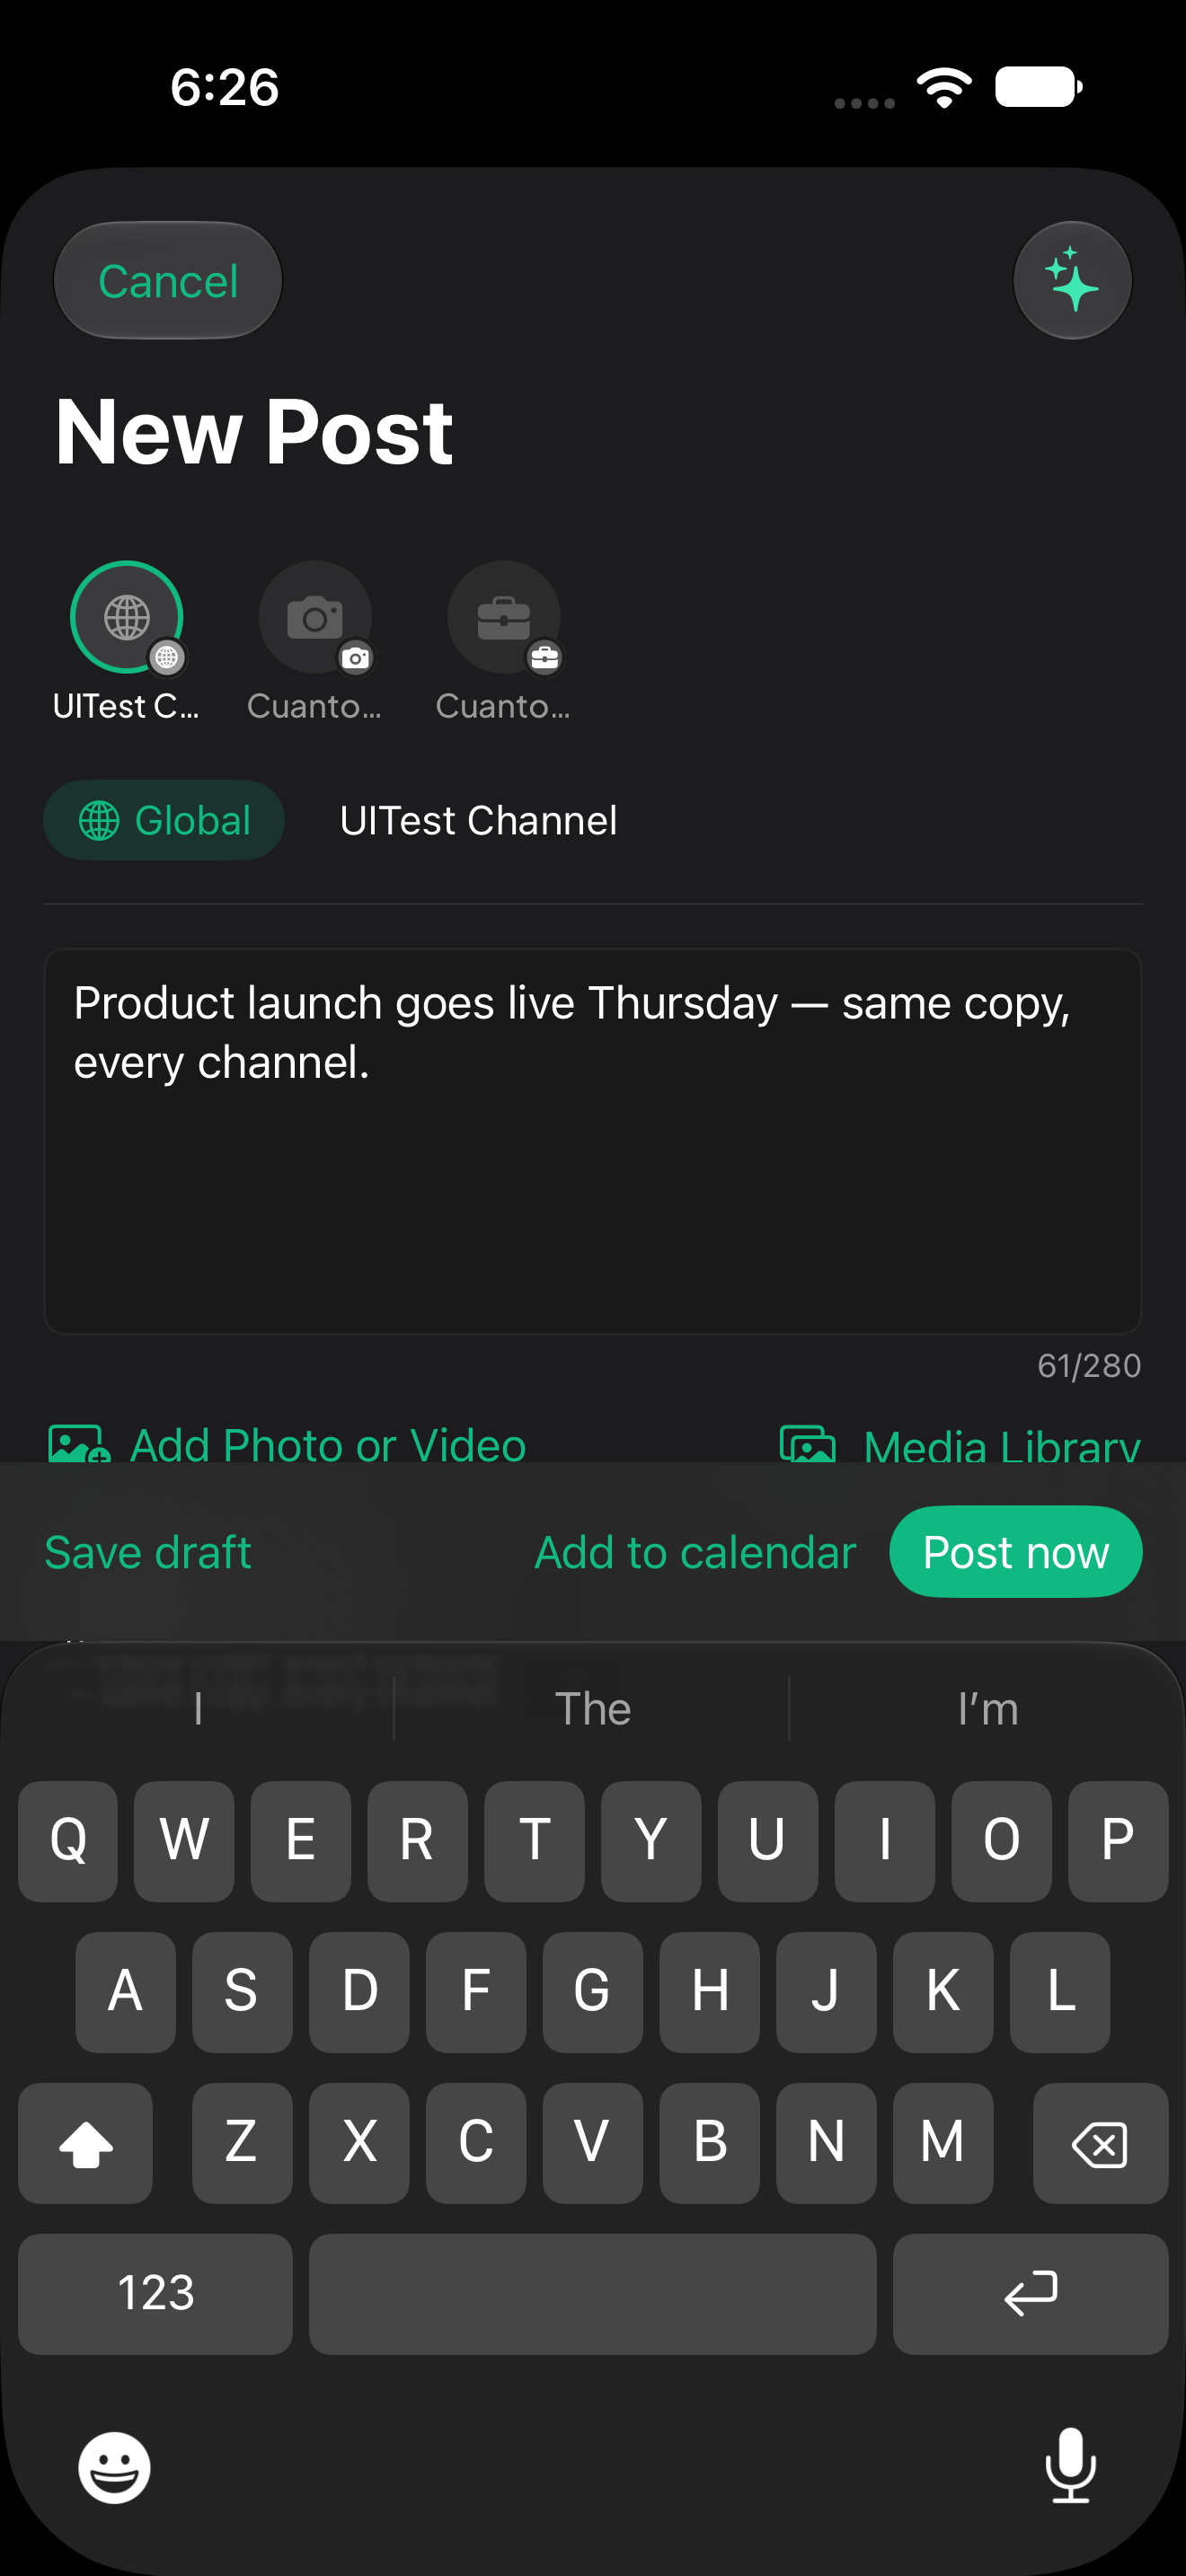 6:26
Cancel
New Post
UITest C...
Cuanto...
Cuanto...
Global
UITest Channel
Product launch goes live Thursday — same copy,
every channel.
61/280
Add Photo or Video
Media Library
Save draft
Add to calendar
Post now
I
The
I’m
Q W E R T Y U I O P
A S D F G H J K L
Z X C V B N M
123